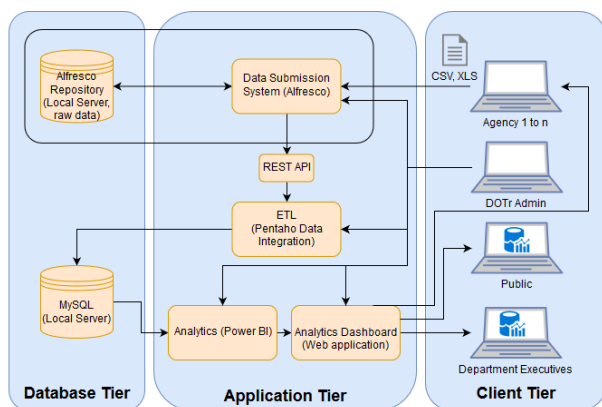 CSV, XLS
Alfresco
Repository
(Local Server,
raw data)
Data Submission
System (Alfresco)
Agency 1 to n
REST API
DOTr Admin
ETL
(Pentaho Data
Integration)
Public
MySQL
(Local Server)
Analytics (Power BI)
Analytics Dashboard
(Web application)
Department Executives
Database Tier
Application Tier
Client Tier